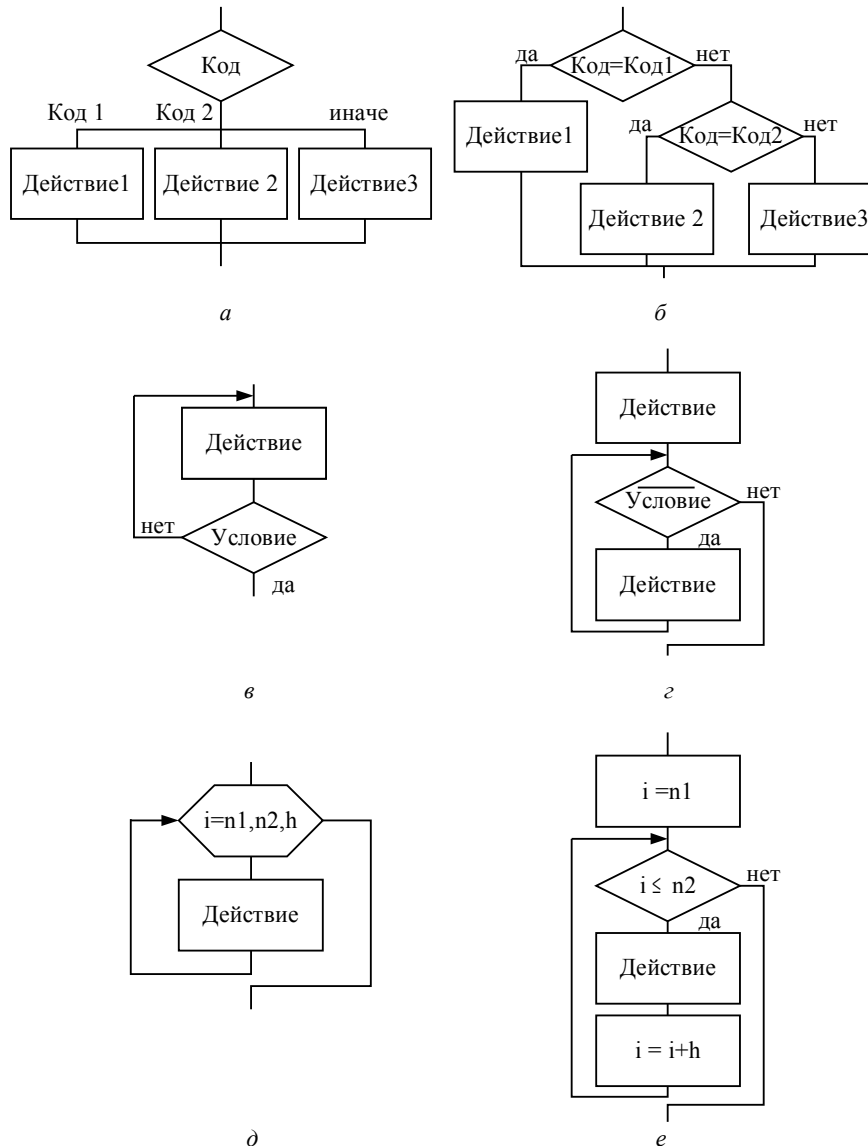 Код
Код 1
Код 2
иначе
Действие1
Действие 2
Действие3
а
да
Код=Код1
нет
Действие1
да
Код=Код2
нет
Действие 2
Действие3
б
Действие
нет
Условие
да
в
Действие
Условие
нет
да
Действие
г
i=n1,n2,h
Действие
д
i =n1
i ≤ n2
нет
да
Действие
i = i+h
е